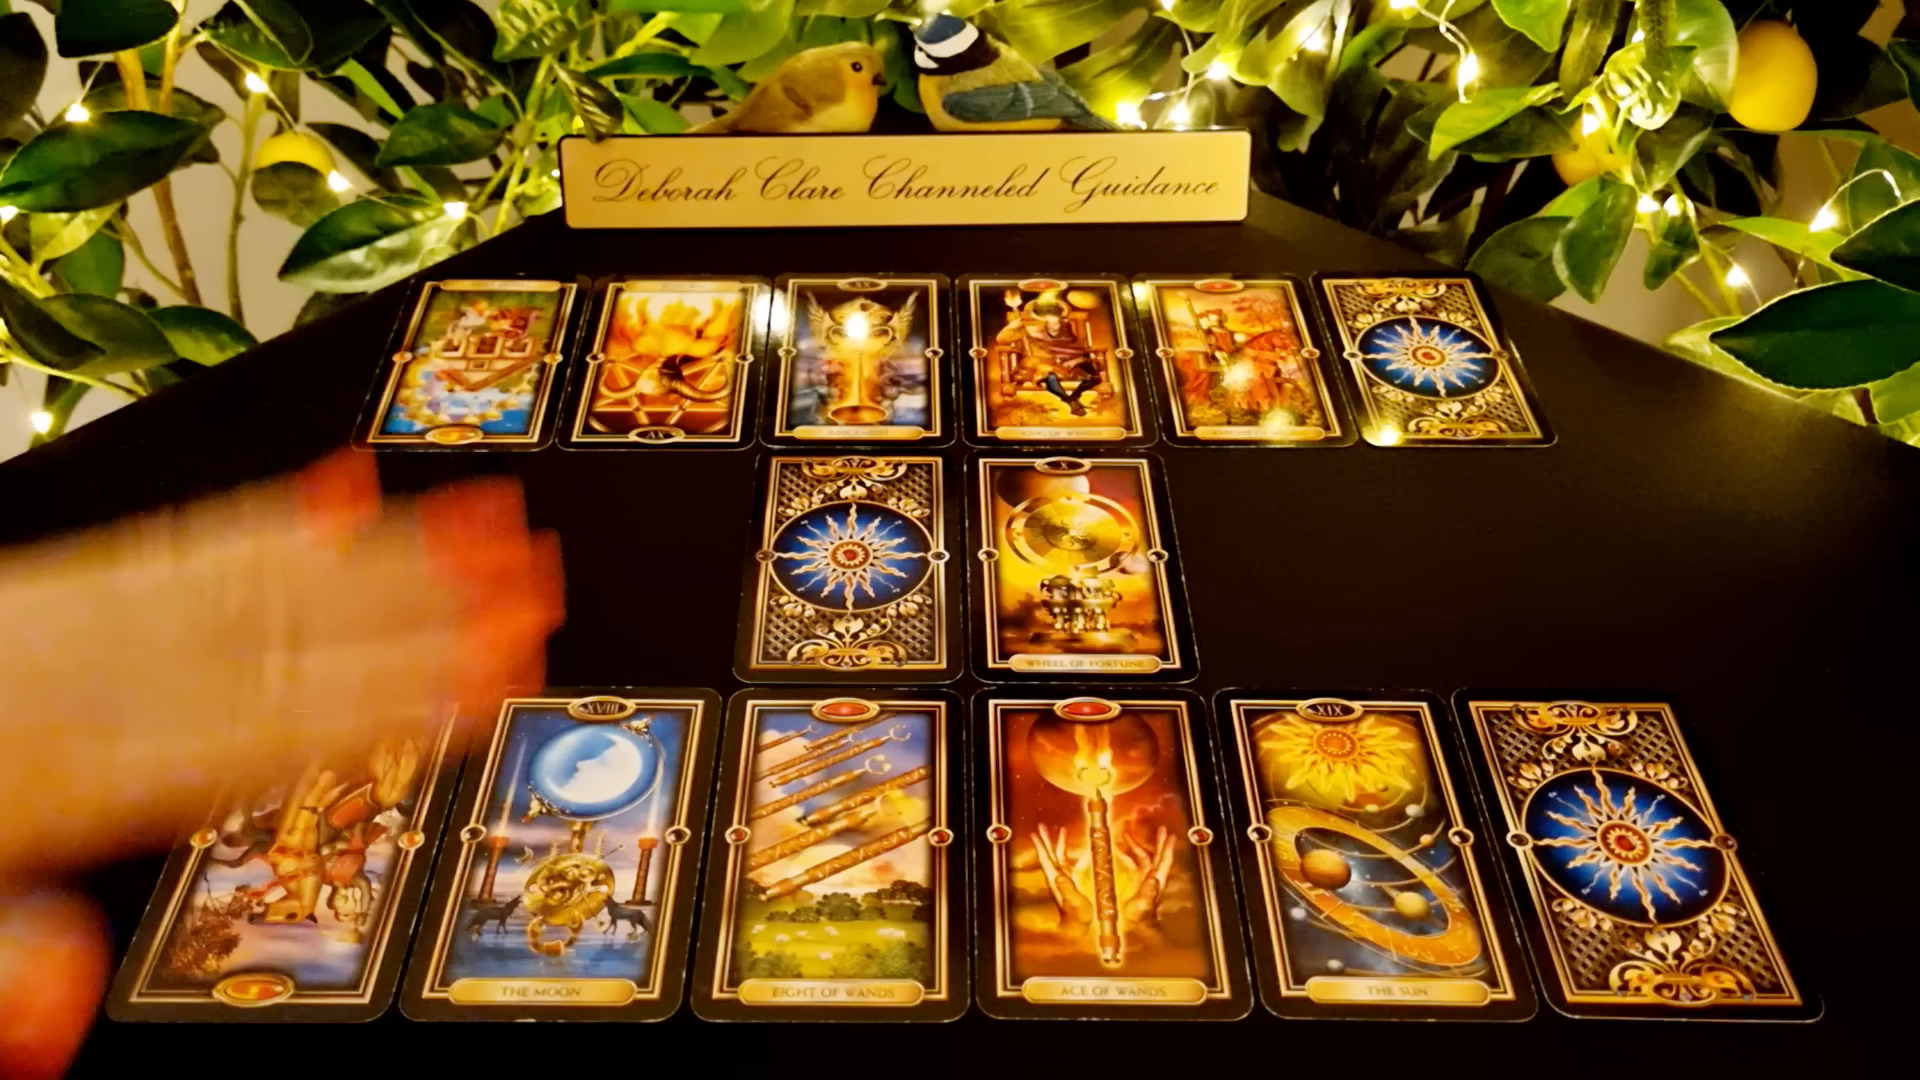 Deborah Clare Channeled Guidance
X
WHEEL OF FORTUNE
XVIII
XIX
THE MOON
EIGHT OF WANDS
ACE OF WANDS
THE SUN